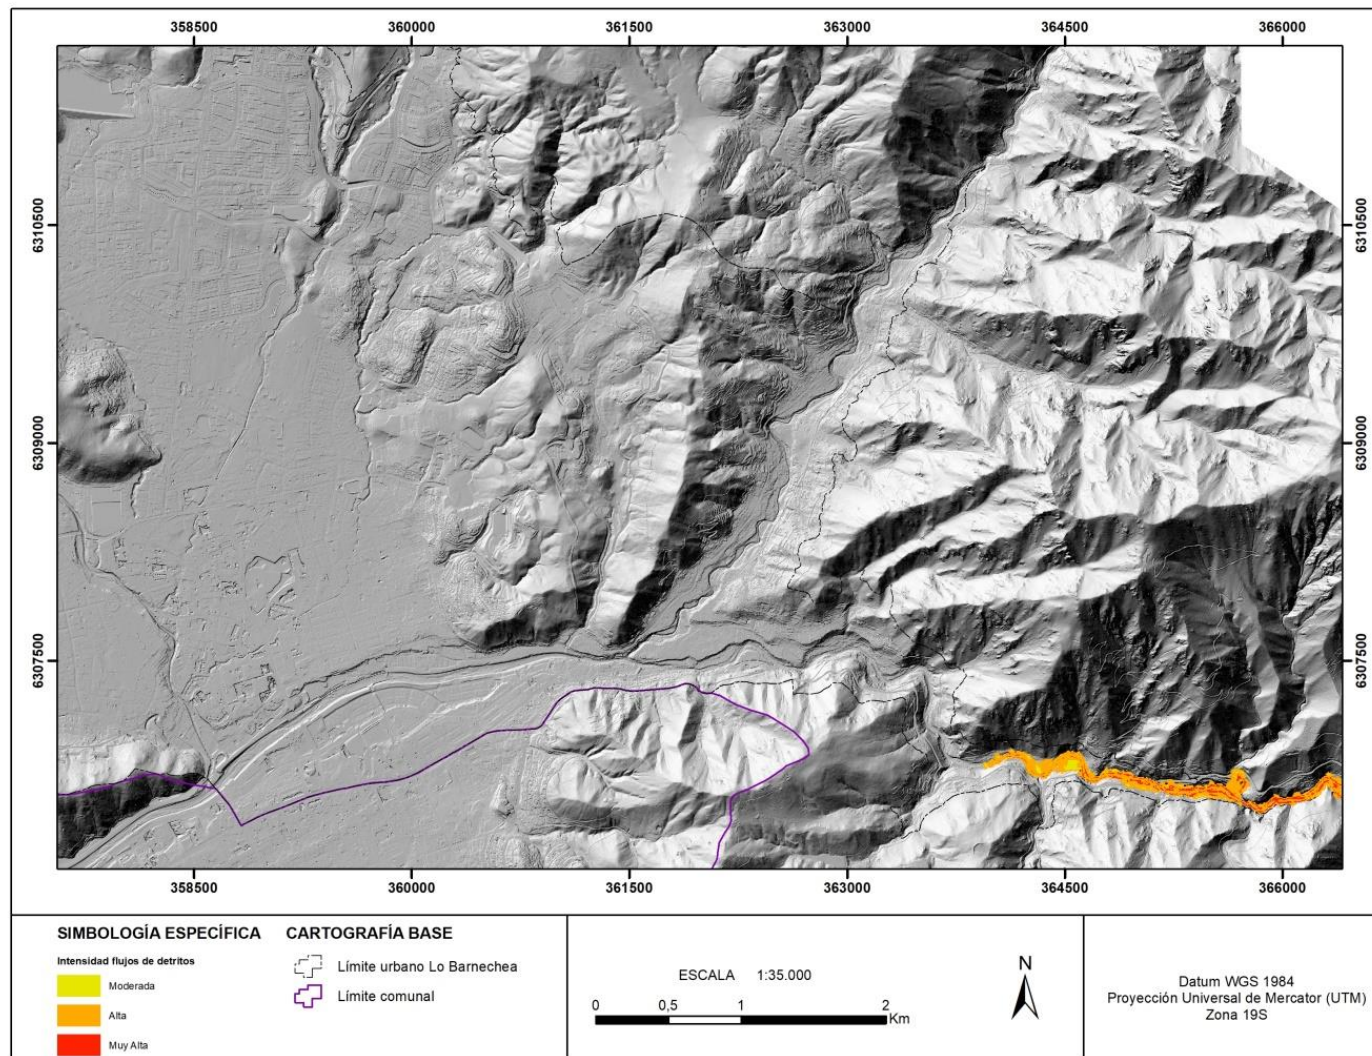 358500 360000 361500 363000 364500 366000
6310500 6310500
6309000 6309000
6307500 6307500
358500 360000 361500 363000 364500 366000
SIMBOLOGÍA ESPECÍFICA
Intensidad flujos de detritos
Moderada
Alta
Muy Alta
CARTOGRAFÍA BASE
Límite urbano Lo Barnechea
Límite comunal
ESCALA 1:35.000
0 0,5 1 2
Km
N
Datum WGS 1984
Proyección Universal de Mercator (UTM)
Zona 19S